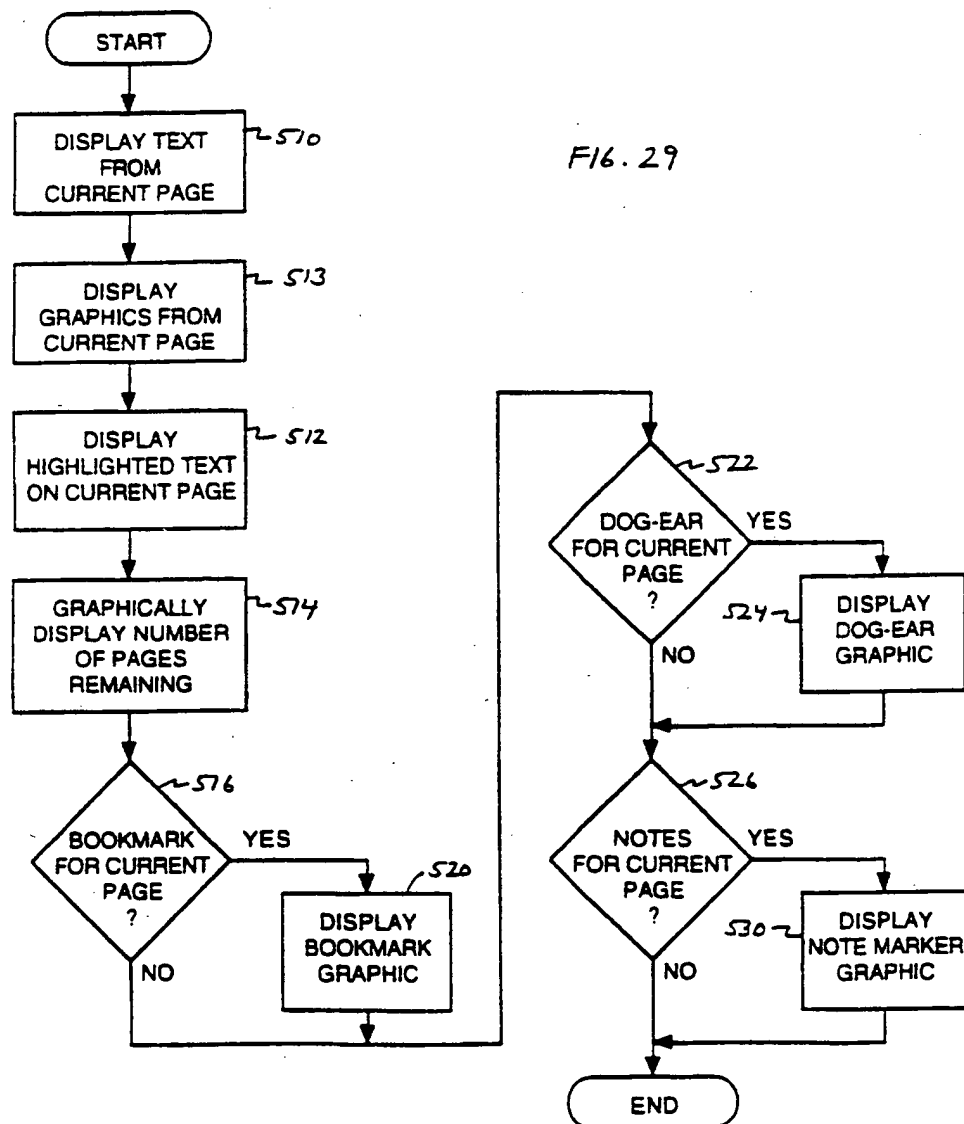 START
DISPLAY TEXT
FROM
CURRENT PAGE
510
FIG. 29
DISPLAY
GRAPHICS FROM
CURRENT PAGE
513
DISPLAY
HIGHLIGHTED TEXT
ON CURRENT PAGE
512
GRAPHICALLY
DISPLAY NUMBER
OF PAGES
REMAINING
514
BOOKMARK
FOR CURRENT
PAGE
?
516
YES
NO
520
DISPLAY
BOOKMARK
GRAPHIC
522
DOG-EAR
FOR CURRENT
PAGE
?
YES
NO
524
DISPLAY
DOG-EAR
GRAPHIC
526
NOTES
FOR CURRENT
PAGE
?
YES
NO
530
DISPLAY
NOTE MARKER
GRAPHIC
END